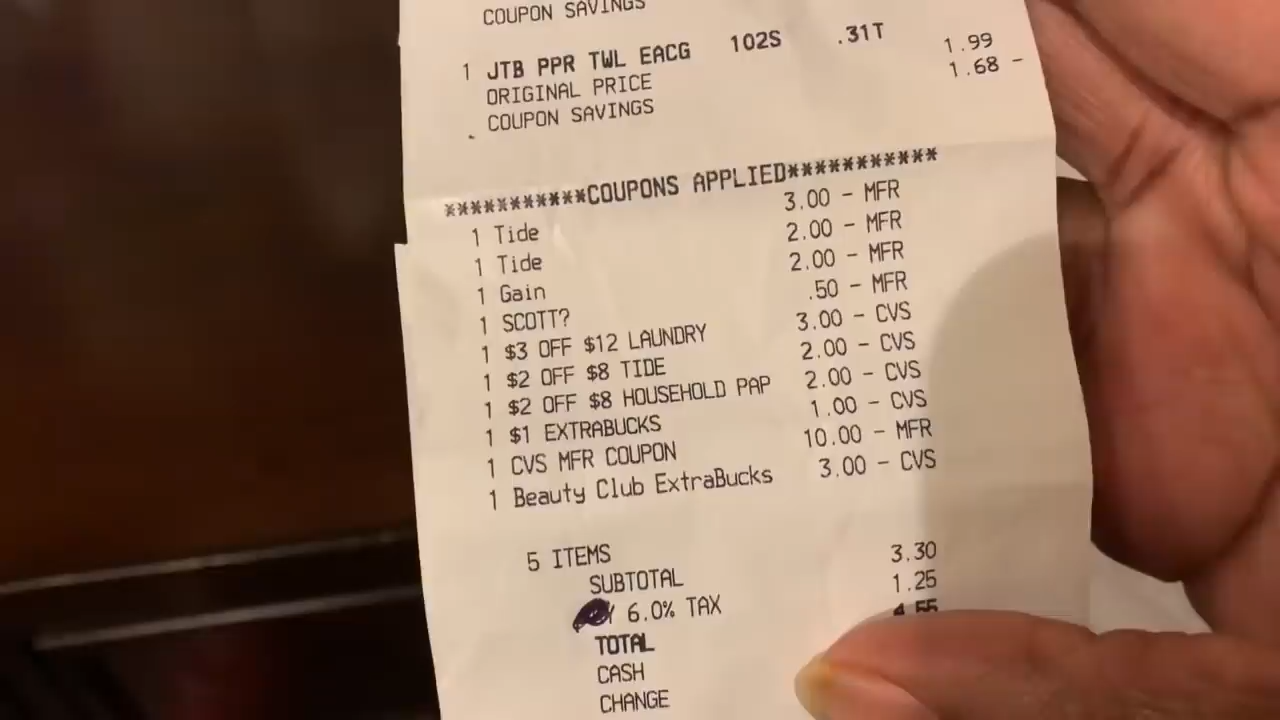 COUPON SAVINGS
1 JTB PPR TWL EACG 102S .31T
ORIGINAL PRICE 1.99
COUPON SAVINGS 1.68 -
***********COUPONS APPLIED***********
1 Tide 3.00 - MFR
1 Tide 2.00 - MFR
1 Gain 2.00 - MFR
1 SCOTT? .50 - MFR
1 $3 OFF $12 LAUNDRY 3.00 - CVS
1 $2 OFF $8 TIDE 2.00 - CVS
1 $2 OFF $8 HOUSEHOLD PAP 2.00 - CVS
1 $1 EXTRABUCKS 1.00 - CVS
1 CVS MFR COUPON 10.00 - MFR
1 Beauty Club ExtraBucks 3.00 - CVS
5 ITEMS
SUBTOTAL 3.30
6.0% TAX 1.25
TOTAL 4.55
CASH
CHANGE